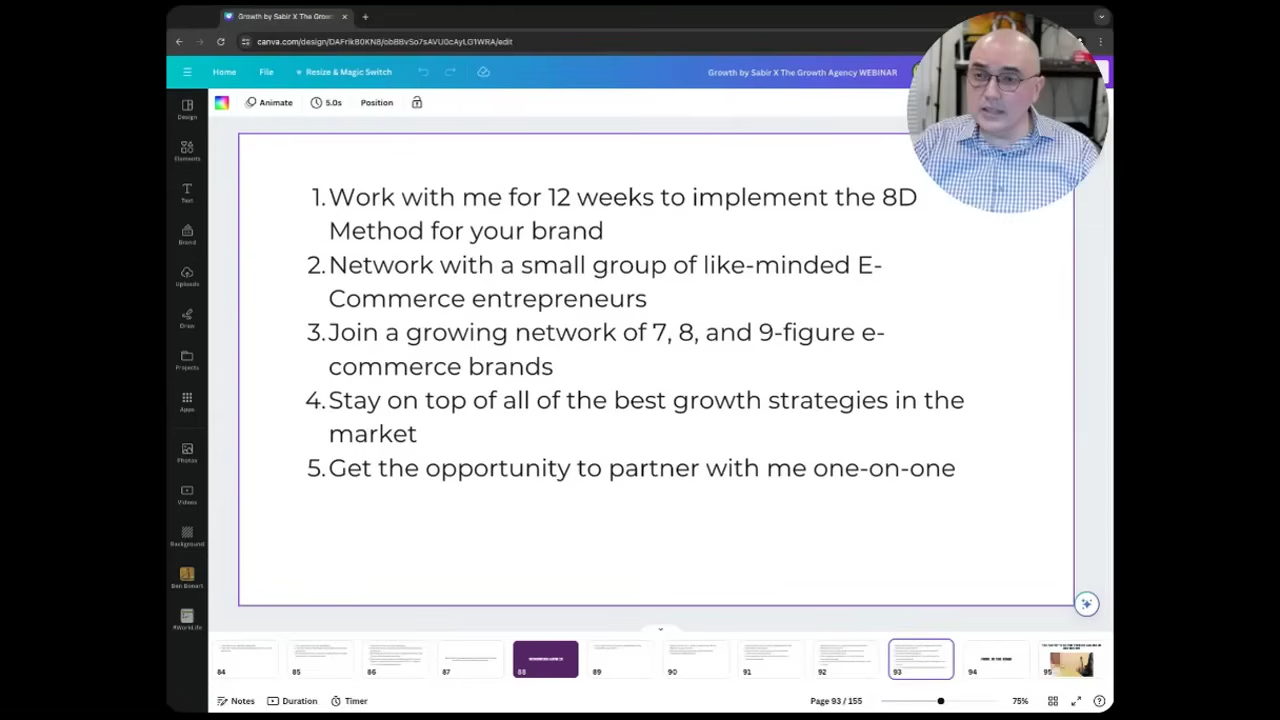 Growth by Sabir X The Grow
canva.com/design/DAFrikB0KN8/obBBvSo7sAVU0cAyLG1WRA/edit
Home File Resize & Magic Switch Growth by Sabir X The Growth Agency WEBINAR
Animate 5.0s Position
Design
Elements
Text
Brand
Uploads
Draw
Projects
Apps
Photos
Videos
Background
Ben Bonart
#WorkLife
1. Work with me for 12 weeks to implement the 8D
Method for your brand
2. Network with a small group of like-minded E-
Commerce entrepreneurs
3. Join a growing network of 7, 8, and 9-figure e-
commerce brands
4. Stay on top of all of the best growth strategies in the
market
5. Get the opportunity to partner with me one-on-one
84 85 86 87 88 89 90 91 92 93 94 95
Notes Duration Timer Page 93 / 155 75%